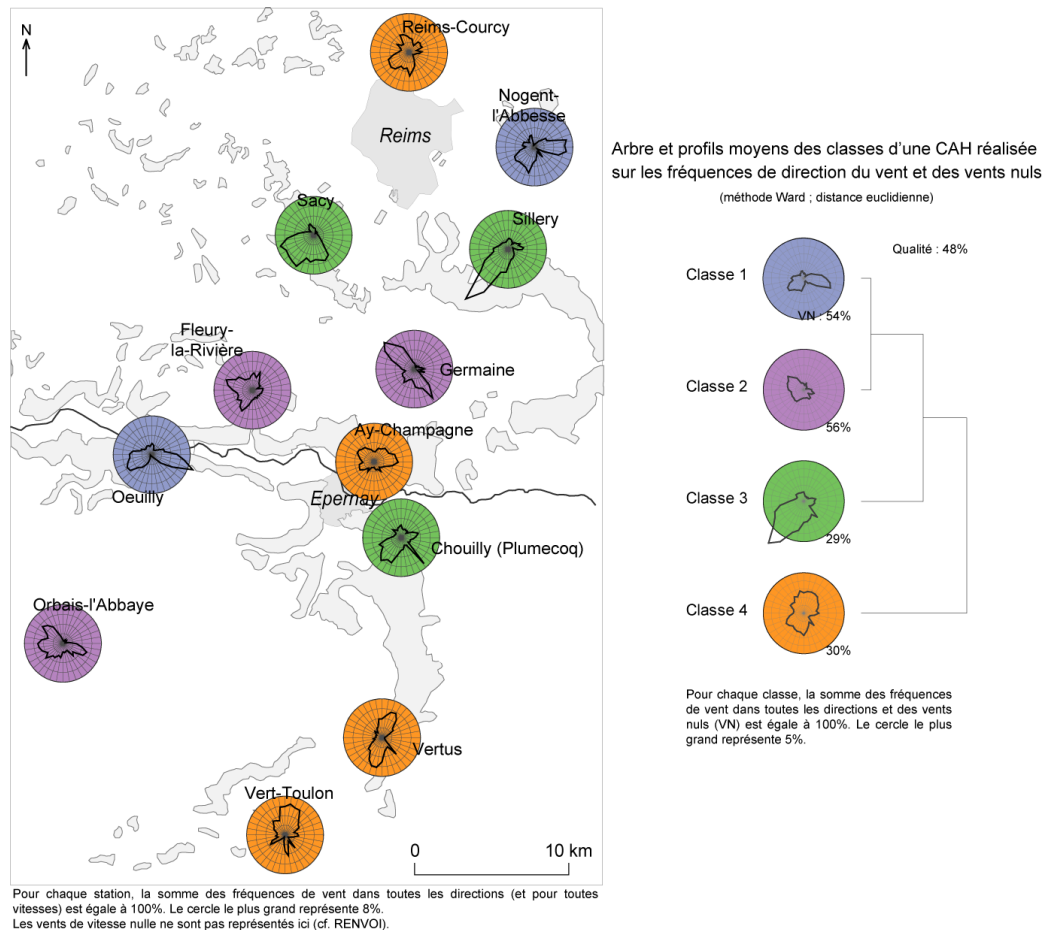 N
Reims-Courcy
Nogent-
l'Abbesse
Reims
Sacy
Sillery
Fleury-
la-Rivière
Germaine
Ay-Champagne
Oeuilly
Epernay
Chouilly (Plumecoq)
Orbais-l'Abbaye
Vertus
Vert-Toulon
0 10 km
Pour chaque station, la somme des fréquences de vent dans toutes les directions (et pour toutes
vitesses) est égale à 100%. Le cercle le plus grand représente 8%.
Les vents de vitesse nulle ne sont pas représentés ici (cf. RENVOI).
Arbre et profils moyens des classes d'une CAH réalisée
sur les fréquences de direction du vent et des vents nuls
(méthode Ward ; distance euclidienne)
Qualité : 48%
Classe 1
VN : 54%
Classe 2
56%
Classe 3
29%
Classe 4
30%
Pour chaque classe, la somme des fréquences
de vent dans toutes les directions et des vents
nuls (VN) est égale à 100%. Le cercle le plus
grand représente 5%.